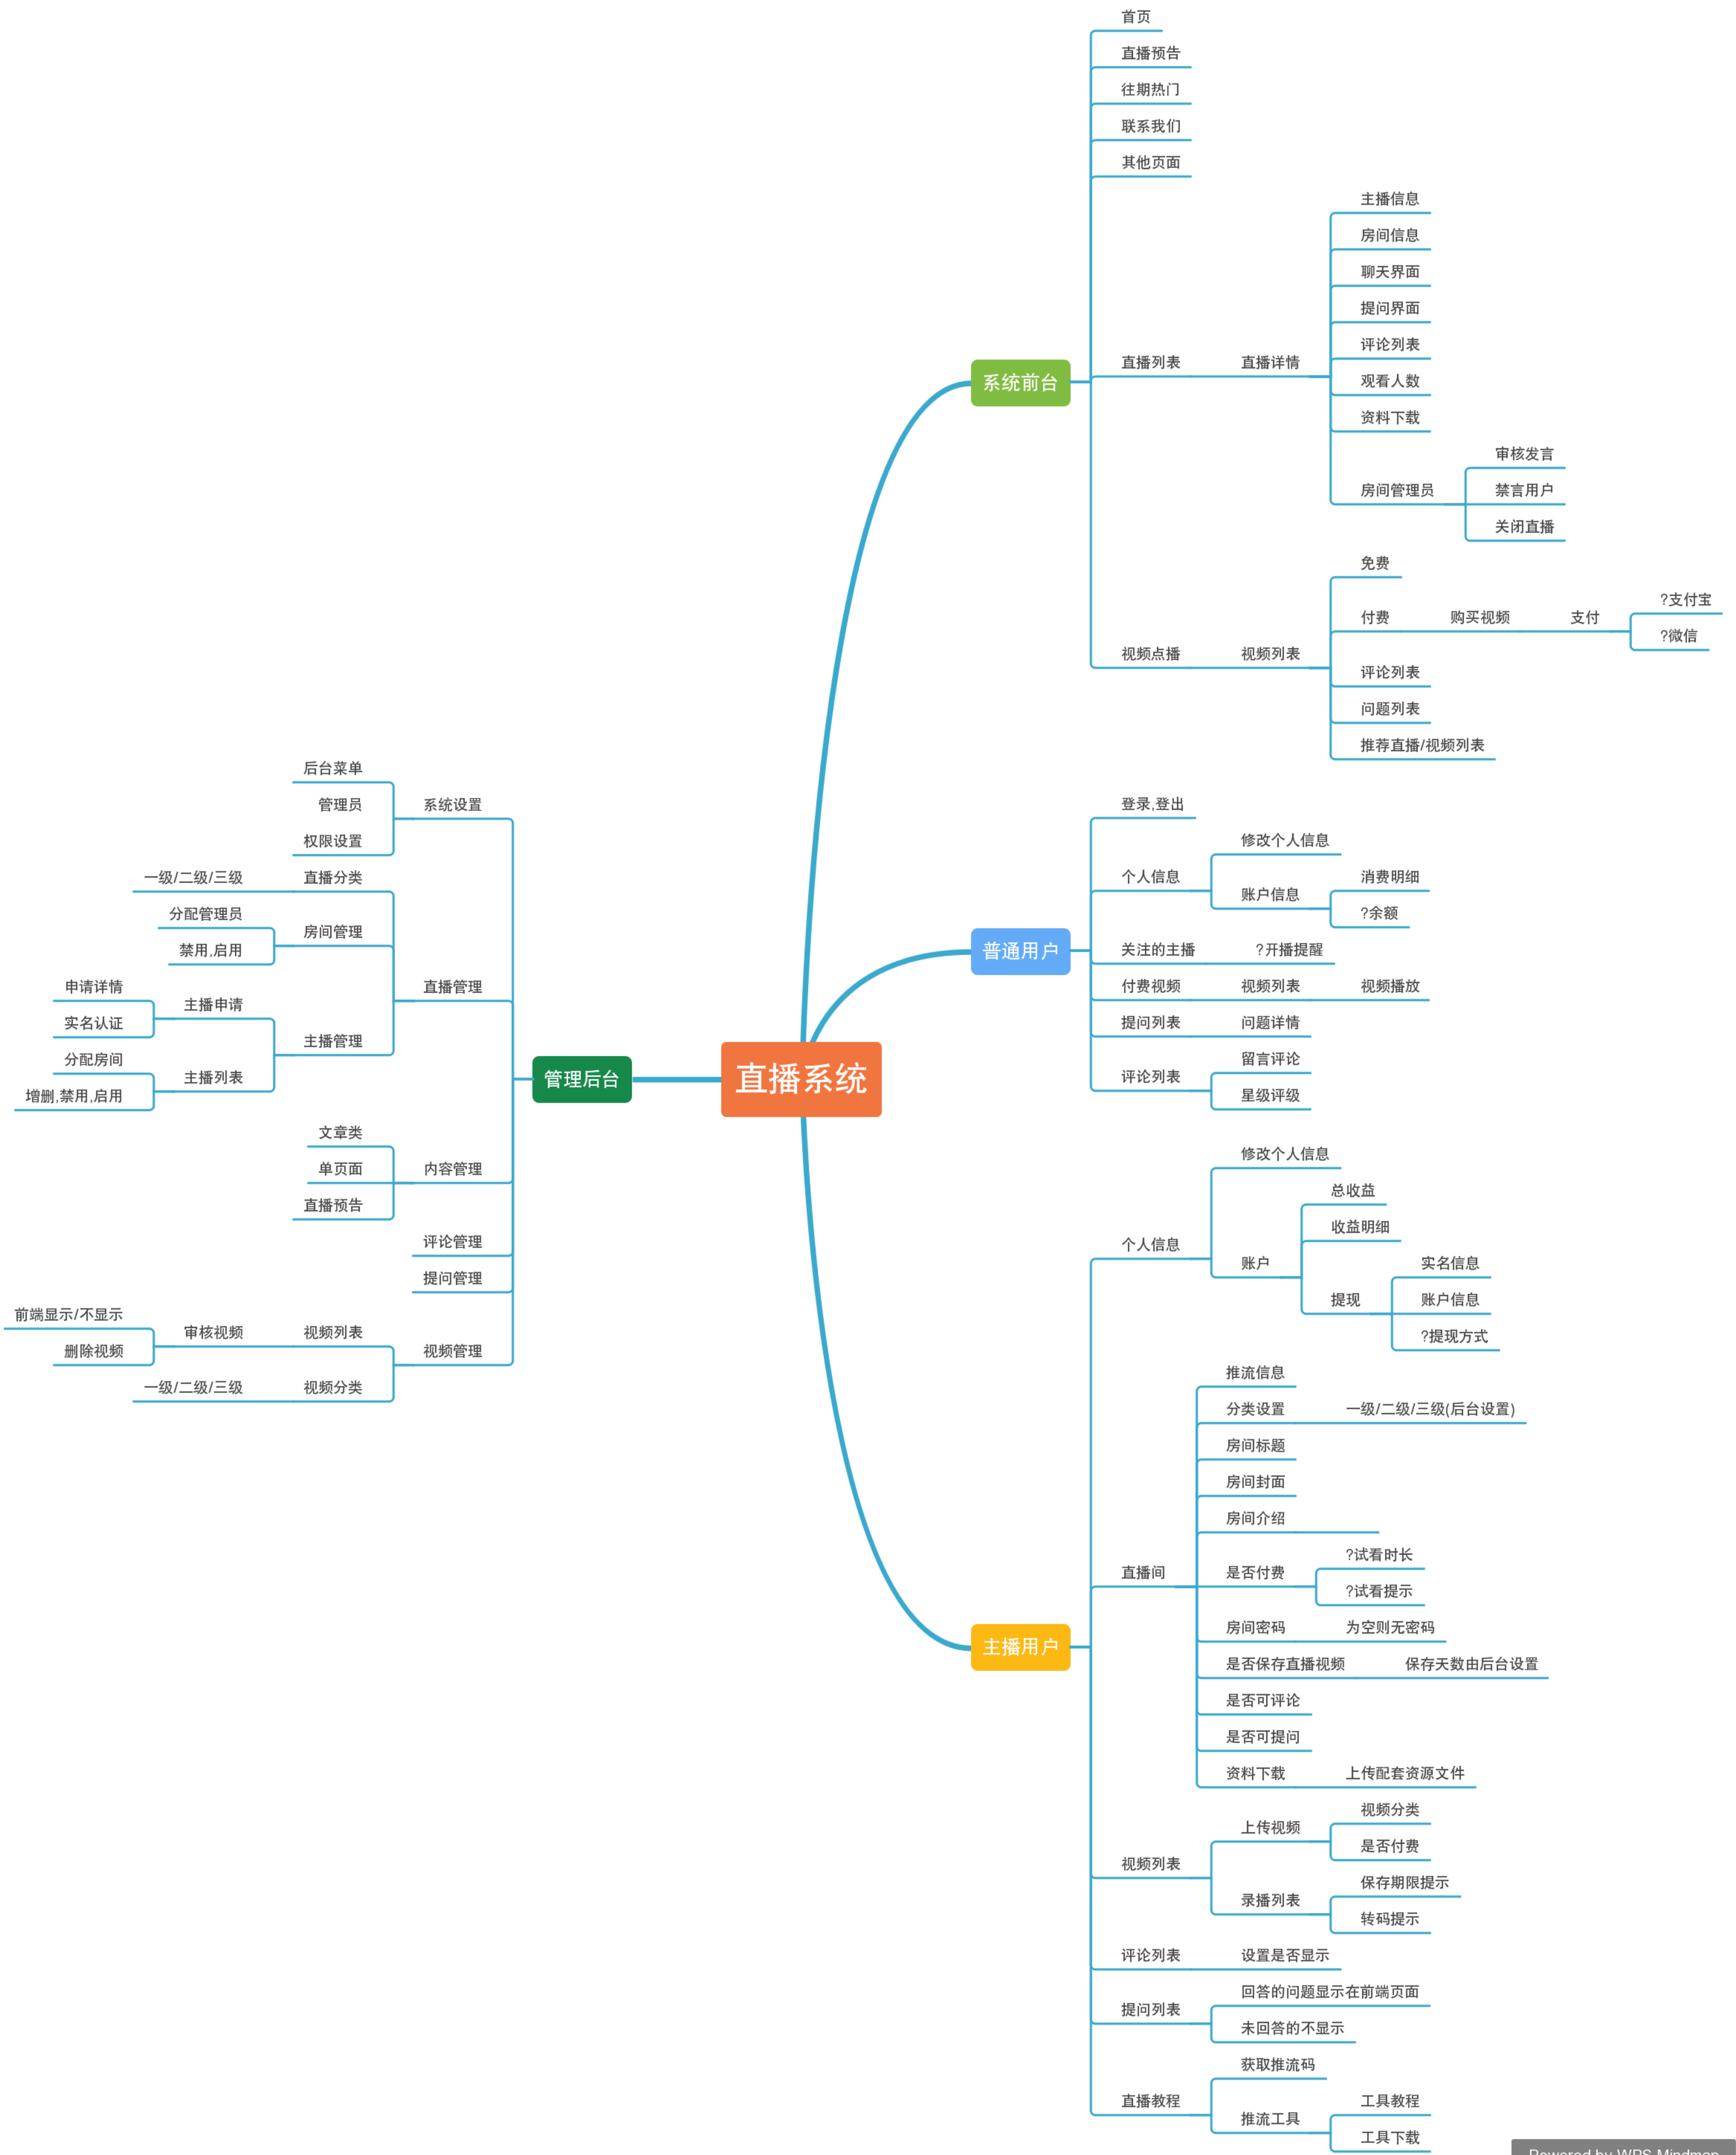 首页
直播预告
往期热门
联系我们
其他页面
主播信息
房间信息
聊天界面
提问界面
直播列表
直播详情
评论列表
系统前台
观看人数
资料下载
审核发言
房间管理员
禁言用户
关闭直播
免费
?支付宝
付费
购买视频
支付
?微信
视频点播
视频列表
评论列表
问题列表
推荐直播/视频列表
后台菜单
管理员
系统设置
权限设置
一级/二级/三级
直播分类
分配管理员
房间管理
禁用,启用
申请详情
直播管理
主播申请
实名认证
主播管理
分配房间
主播列表
增删,禁用,启用
管理后台
直播系统
文章类
单页面
内容管理
直播预告
评论管理
提问管理
前端显示/不显示
审核视频
视频列表
删除视频
视频管理
一级/二级/三级
视频分类
登录,登出
修改个人信息
个人信息
消费明细
账户信息
?余额
普通用户
关注的主播
?开播提醒
付费视频
视频列表
视频播放
提问列表
问题详情
留言评论
评论列表
星级评级
修改个人信息
总收益
收益明细
个人信息
账户
实名信息
提现
账户信息
?提现方式
推流信息
分类设置
一级/二级/三级(后台设置)
房间标题
房间封面
房间介绍
?试看时长
直播间
是否付费
?试看提示
房间密码
为空则无密码
主播用户
是否保存直播视频
保存天数由后台设置
是否可评论
是否可提问
资料下载
上传配套资源文件
视频分类
上传视频
是否付费
视频列表
保存期限提示
录播列表
转码提示
评论列表
设置是否显示
回答的问题显示在前端页面
提问列表
未回答的不显示
获取推流码
直播教程
工具教程
推流工具
工具下载
Powered by WPS Mindmap